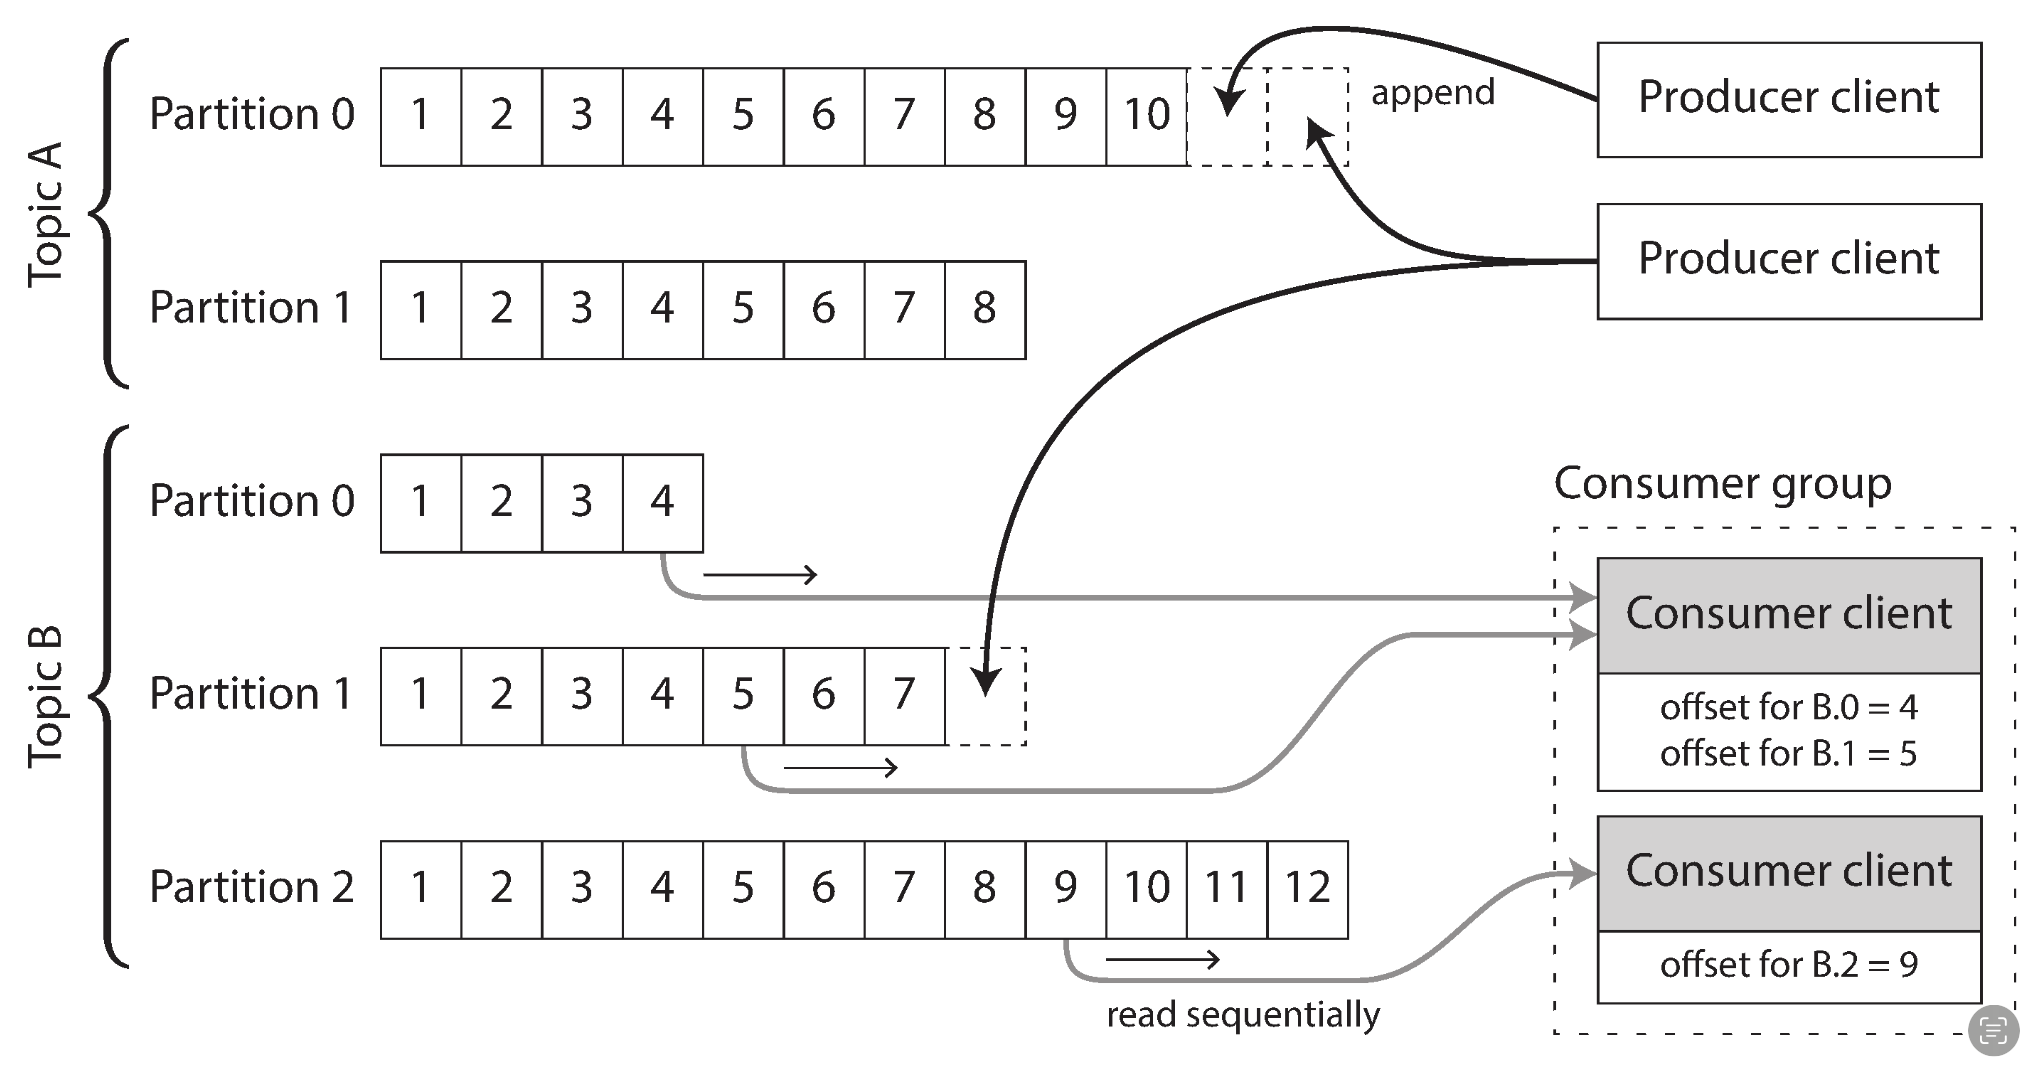 Topic A
Partition 0 1 2 3 4 5 6 7 8 9 10
append
Producer client
Producer client
Partition 1 1 2 3 4 5 6 7 8
Topic B
Partition 0 1 2 3 4
Partition 1 1 2 3 4 5 6 7
Partition 2 1 2 3 4 5 6 7 8 9 10 11 12
read sequentially
Consumer group
Consumer client
offset for B.0 = 4
offset for B.1 = 5
Consumer client
offset for B.2 = 9